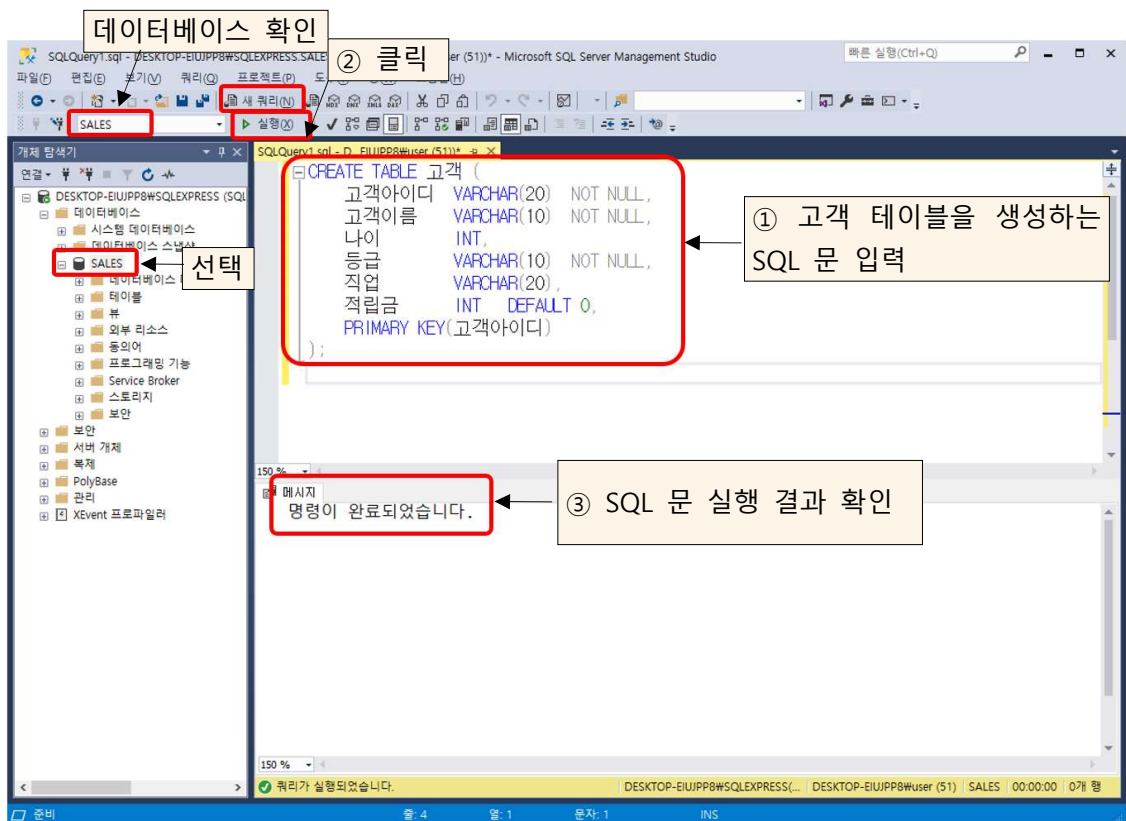 데이터베이스 확인
② 클릭
SQLQuery1.sql - DESKTOP-EIUJPP8₩SQLEXPRESS.SALE
er (51))* - Microsoft SQL Server Management Studio
빠른 실행(Ctrl+Q)
파일(F) 편집(E) 보기(V) 쿼리(Q) 프로젝트(P)
새 쿼리(N)
SALES
실행(X)
개체 탐색기
SQLQuery1.sql - D...EIUJPP8₩user (51))*
연결
DESKTOP-EIUJPP8₩SQLEXPRESS (SQL
데이터베이스
시스템 데이터베이스
데이터베이스 스냅샷
SALES
선택
데이터베이스
테이블
뷰
외부 리소스
동의어
프로그래밍 기능
Service Broker
스토리지
보안
보안
서버 개체
복제
PolyBase
관리
XEvent 프로파일러
CREATE TABLE 고객 (
고객아이디 VARCHAR(20) NOT NULL,
고객이름 VARCHAR(10) NOT NULL,
나이 INT,
등급 VARCHAR(10) NOT NULL,
직업 VARCHAR(20),
적립금 INT DEFAULT 0,
PRIMARY KEY(고객아이디)
);
① 고객 테이블을 생성하는
SQL 문 입력
150 %
메시지
명령이 완료되었습니다.
③ SQL 문 실행 결과 확인
150 %
쿼리가 실행되었습니다.
DESKTOP-EIUJPP8₩SQLEXPRESS(... DESKTOP-EIUJPP8₩user (51) SALES 00:00:00 0개 행
준비 줄: 4 열: 1 문자: 1 INS